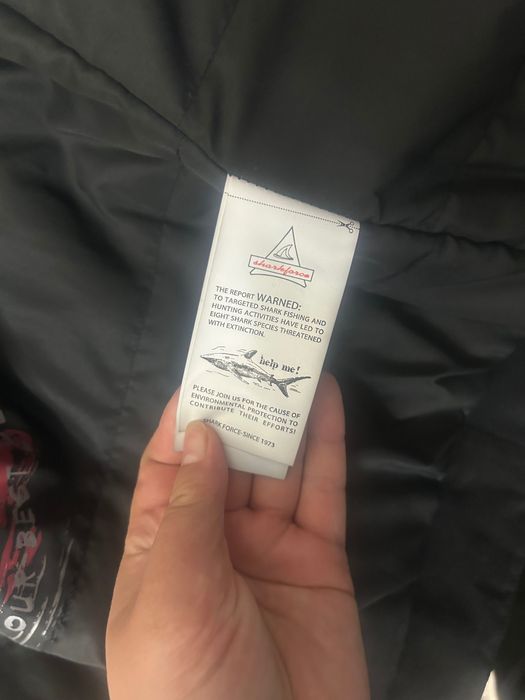 sharkforce
THE REPORT WARNED:
TO TARGETED SHARK FISHING AND
HUNTING ACTIVITIES HAVE LED TO
EIGHT SHARK SPECIES THREATENED
WITH EXTINCTION.
help me!
PLEASE JOIN US FOR THE CAUSE OF
ENVIRONMENTAL PROTECTION TO
CONTRIBUTE THEIR EFFORTS!
SHARK FORCE-SINCE 1973
OUR BEST